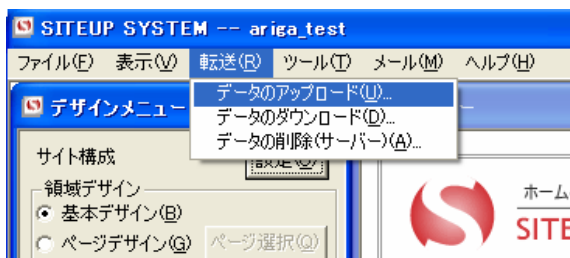 SITEUP SYSTEM -- ariga_test
ファイル(F) 表示(V) 転送(R) ツール(T) メール(M) ヘルプ(H)
データのアップロード(U)...
データのダウンロード(D)...
データの削除(サーバー)(A)...
デザインメニュー
サイト構成
領域デザイン
基本デザイン(B)
ページデザイン(G) ページ選択(Q)
ホーム
SITE